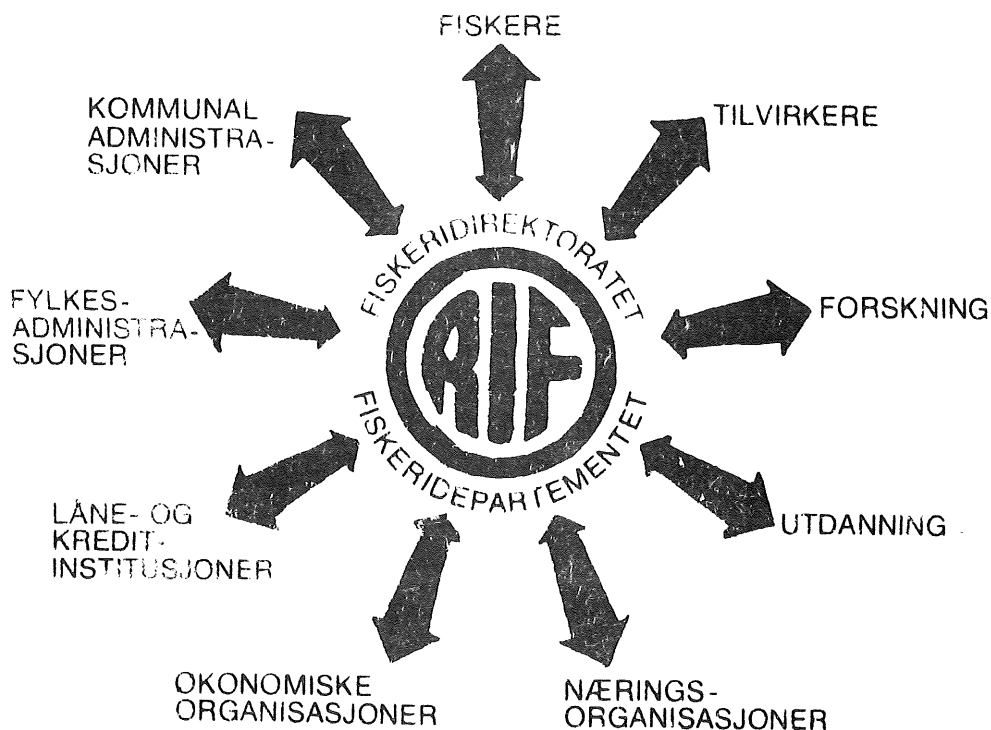 FISKERE
KOMMUNAL
ADMINISTRA-
SJONER
TILVIRKERE
FISKERIDIREKTORATET
FYLKES-
ADMINISTRA-
SJONER
RIF
FORSKNING
FISKERIDEPARTEMENTET
LÅNE- OG
KREDIT-
INSTITUSJONER
UTDANNING
ØKONOMISKE
ORGANISASJONER
NÆRINGS-
ORGANISASJONER